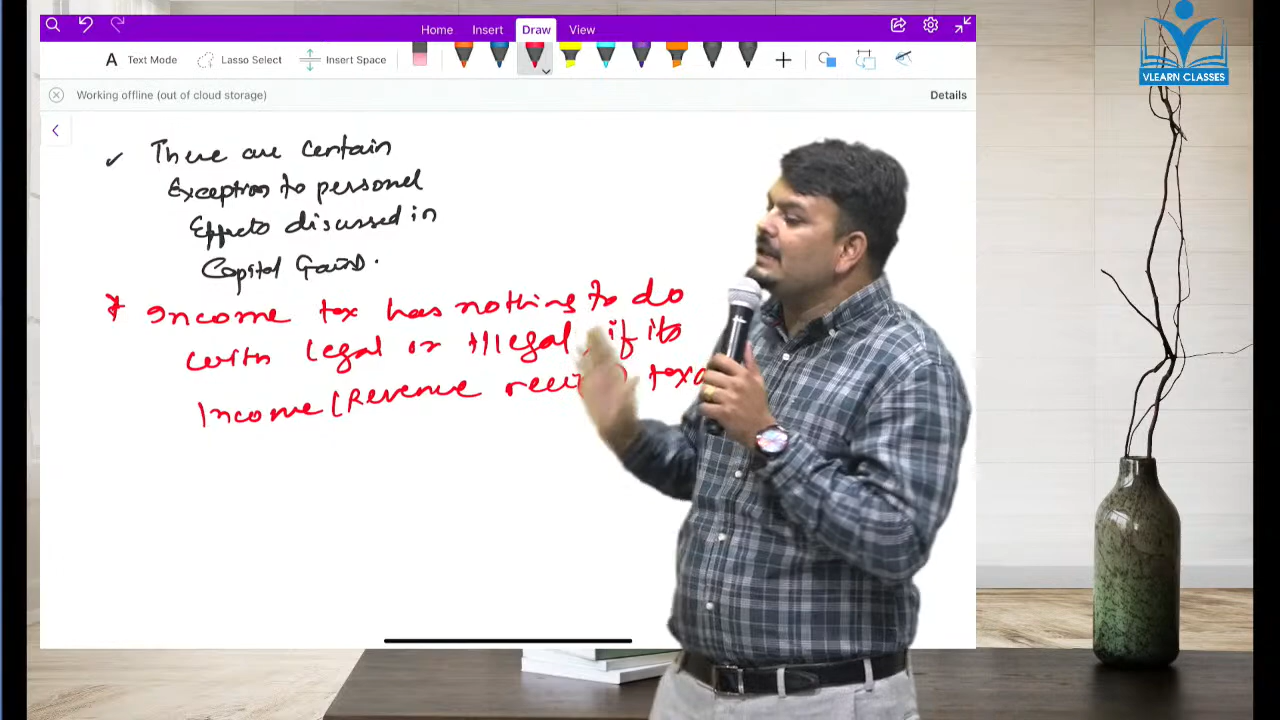 Home Insert Draw View
Text Mode Lasso Select Insert Space
Working offline (out of cloud storage) Details
VLEARN CLASSES
There are certain
Exception to personel
Effects discussed in
Capital Gains.
* Income tax has nothing to do
with legal or illegal, if its
Income (Revenue